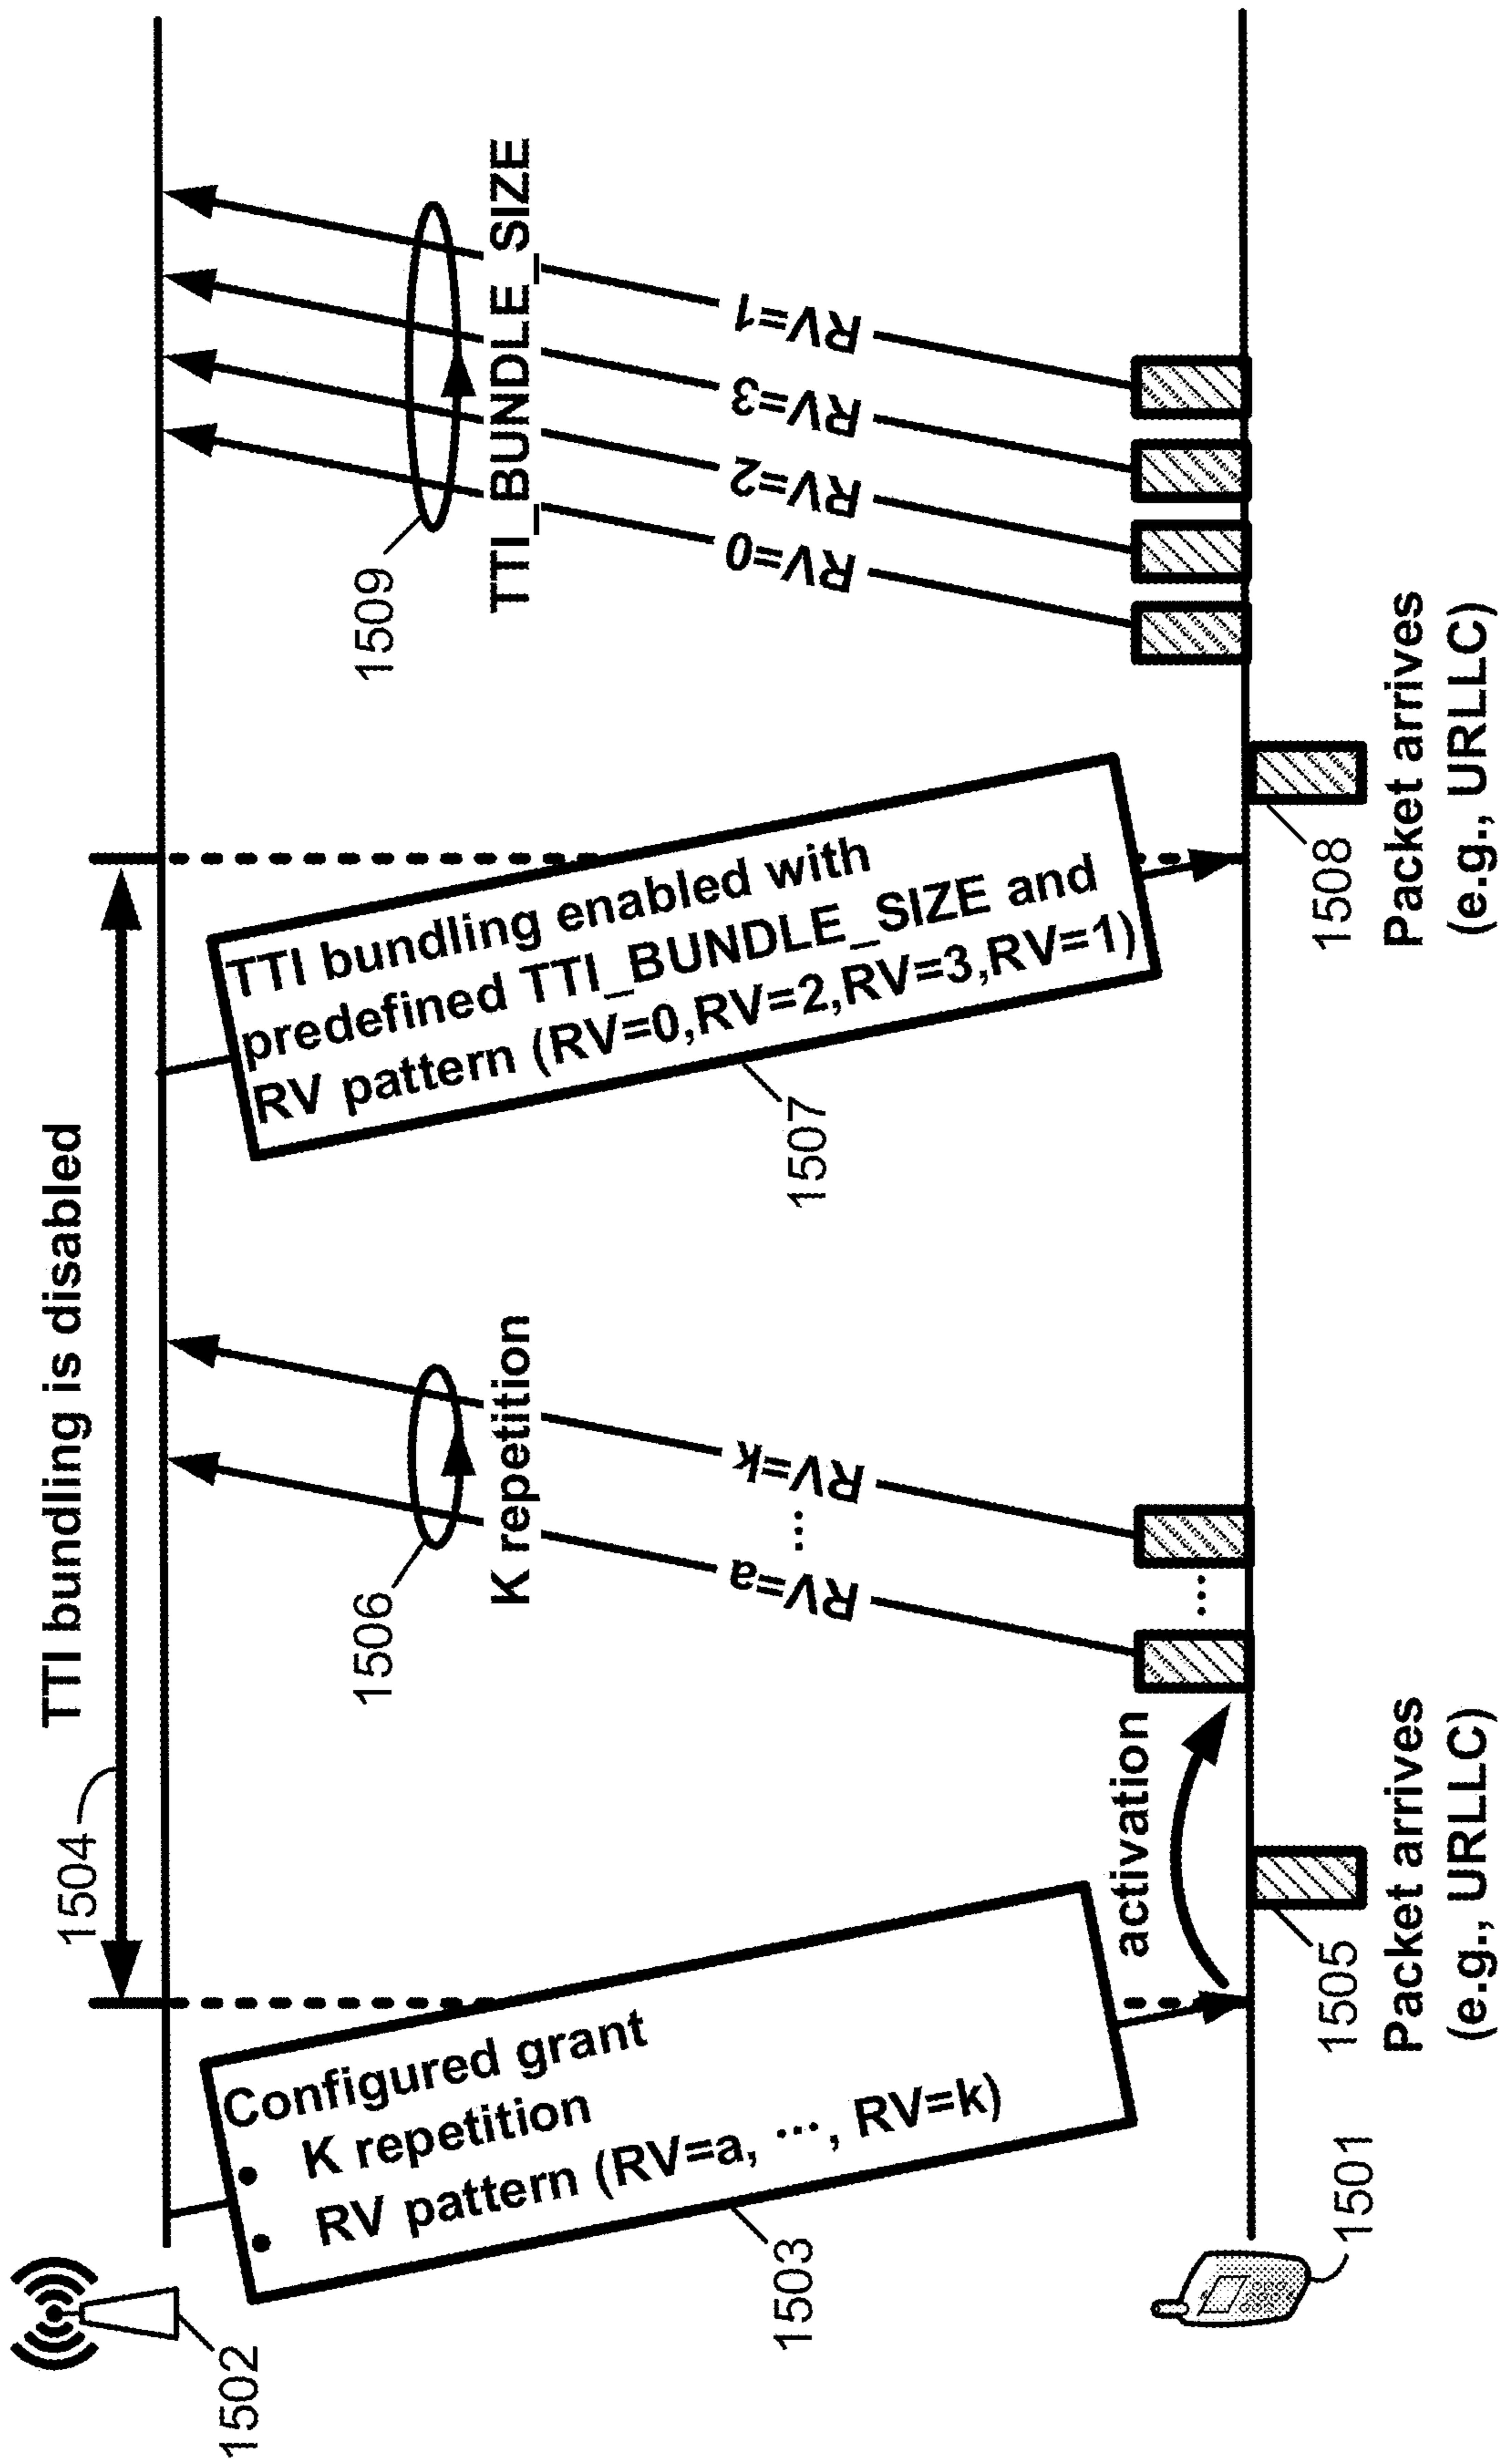 TTI bundling is disabled
1504
1502
Configured grant
• K repetition
• RV pattern (RV=a, ..., RV=k)
1503
1506
K repetition
RV=a
...
RV=k
TTI bundling enabled with
predefined TTI_BUNDLE_SIZE and
RV pattern (RV=0,RV=2,RV=3,RV=1)
1507
1509
TTI_BUNDLE_SIZE
RV=0
RV=2
RV=3
RV=1
activation
...
1501
1505
Packet arrives
(e.g., URLLC)
1508
Packet arrives
(e.g., URLLC)